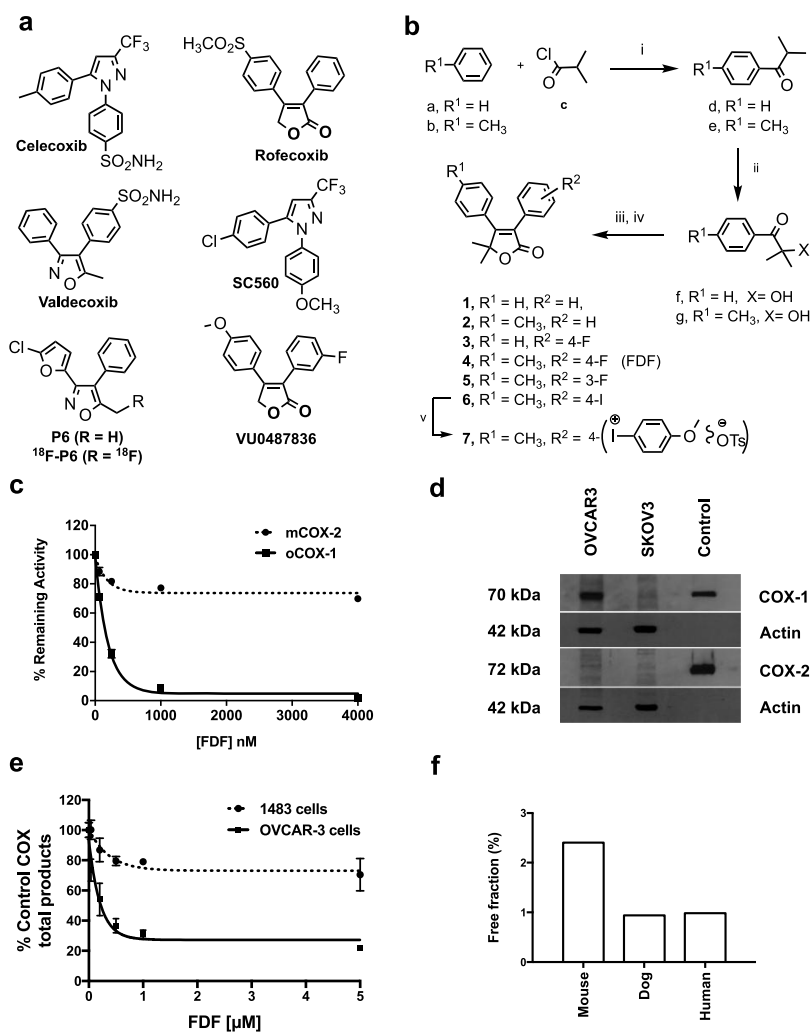 a
CF₃
N
N
SO₂NH₂
Celecoxib
H₃CO₂S
O
O
Rofecoxib
SO₂NH₂
N
O
Valdecoxib
CF₃
N
N
Cl
OCH₃
SC560
Cl
O
N
O
R
P6 (R = H)
¹⁸F-P6 (R = ¹⁸F)
O
F
O
O
VU0487836
b
R¹
+
Cl
O
i
R¹
O
a, R¹ = H
b, R¹ = CH₃
c
d, R¹ = H
e, R¹ = CH₃
ii
R¹
R²
O
O
iii, iv
R¹
O
X
f, R¹ = H, X= OH
g, R¹ = CH₃, X= OH
1, R¹ = H, R² = H,
2, R¹ = CH₃, R² = H
3, R¹ = H, R² = 4-F
4, R¹ = CH₃, R² = 4-F (FDF)
5, R¹ = CH₃, R² = 3-F
6, R¹ = CH₃, R² = 4-I
v
7, R¹ = CH₃, R² = 4-( I ⊕ O ⊖ OTs )
c
mCOX-2
oCOX-1
% Remaining Activity
120
100
80
60
40
20
0
0 1000 2000 3000 4000
[FDF] nM
d
OVCAR3 SKOV3 Control
70 kDa COX-1
42 kDa Actin
72 kDa COX-2
42 kDa Actin
e
1483 cells
OVCAR-3 cells
% Control COX
total products
120
100
80
60
40
20
0
0 1 2 3 4 5
FDF [µM]
f
Free fraction (%)
3
2
1
0
Mouse
Dog
Human